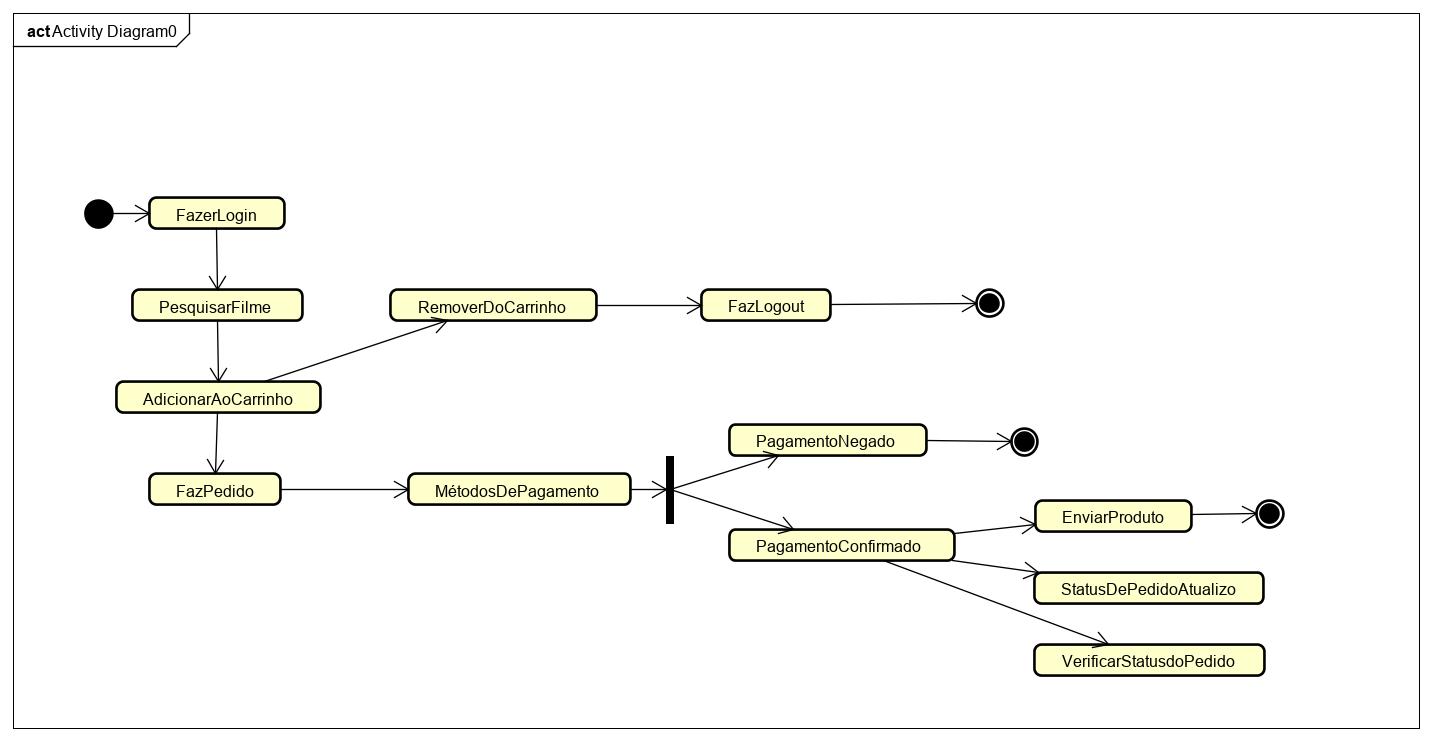 act Activity Diagram0
FazerLogin
PesquisarFilme
RemoverDoCarrinho
FazLogout
AdicionarAoCarrinho
PagamentoNegado
FazPedido
MétodosDePagamento
EnviarProduto
PagamentoConfirmado
StatusDePedidoAtualizo
VerificarStatusdoPedido